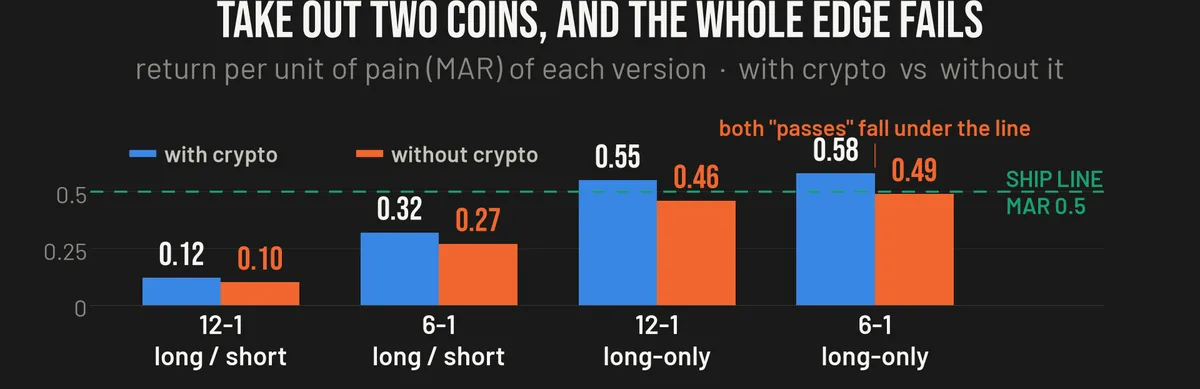 TAKE OUT TWO COINS, AND THE WHOLE EDGE FAILS
return per unit of pain (MAR) of each version · with crypto vs without it
both "passes" fall under the line
with crypto
without crypto
0.55
0.46
0.58
0.49
SHIP LINE
MAR 0.5
0.5
0.32
0.27
0.25
0.12
0.10
0
12-1
long / short
6-1
long / short
12-1
long-only
6-1
long-only